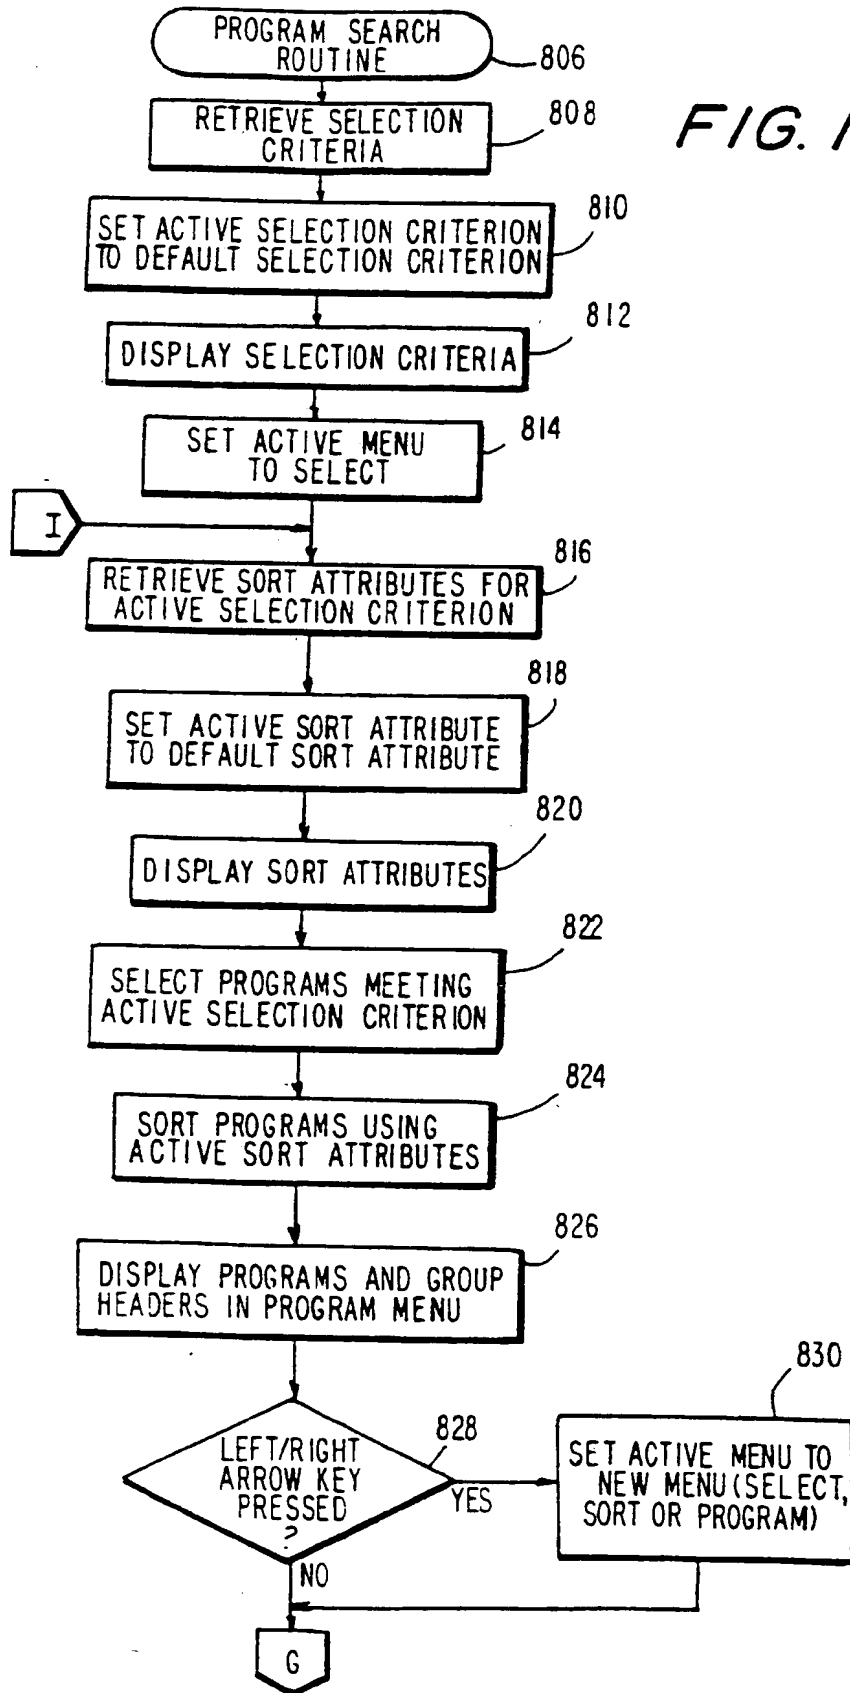 PROGRAM SEARCH
ROUTINE
806
RETRIEVE SELECTION
CRITERIA
808
FIG. 1
SET ACTIVE SELECTION CRITERION
TO DEFAULT SELECTION CRITERION
810
DISPLAY SELECTION CRITERIA
812
SET ACTIVE MENU
TO SELECT
814
I
RETRIEVE SORT ATTRIBUTES FOR
ACTIVE SELECTION CRITERION
816
SET ACTIVE SORT ATTRIBUTE
TO DEFAULT SORT ATTRIBUTE
818
DISPLAY SORT ATTRIBUTES
820
SELECT PROGRAMS MEETING
ACTIVE SELECTION CRITERION
822
SORT PROGRAMS USING
ACTIVE SORT ATTRIBUTES
824
DISPLAY PROGRAMS AND GROUP
HEADERS IN PROGRAM MENU
826
LEFT/RIGHT
ARROW KEY
PRESSED
?
828
YES
SET ACTIVE MENU TO
NEW MENU (SELECT,
SORT OR PROGRAM)
830
NO
G